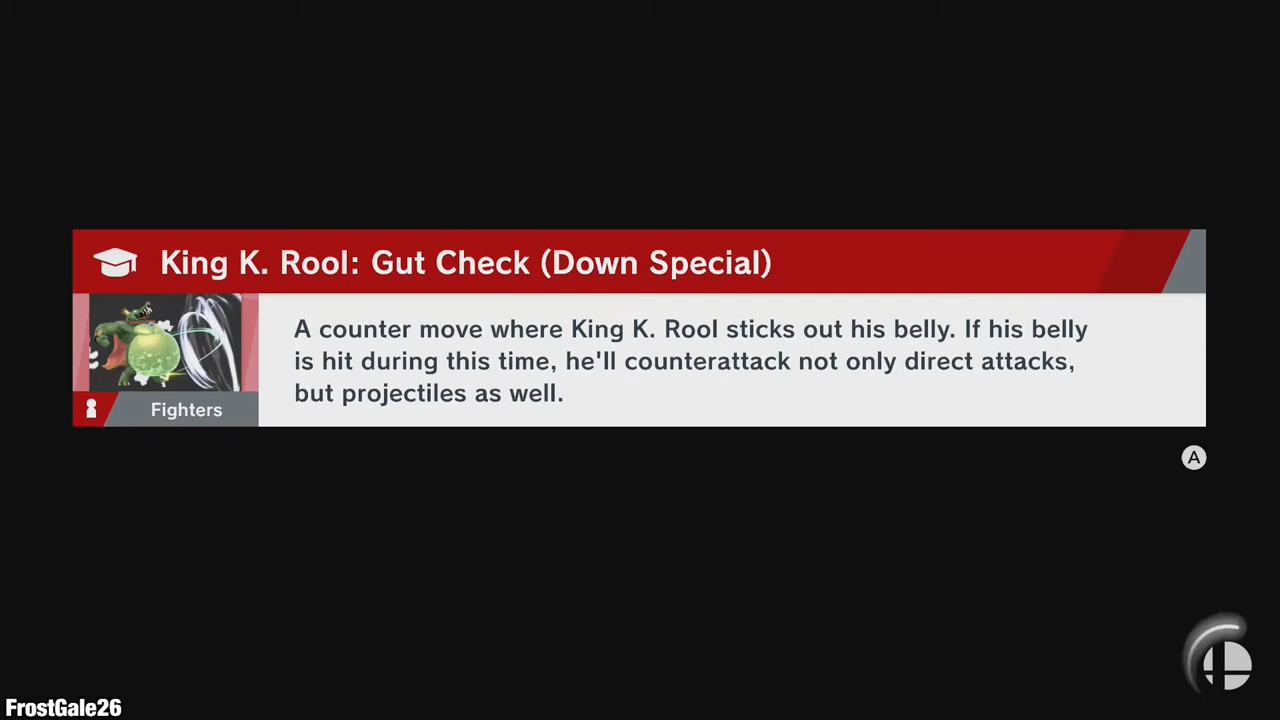 King K. Rool: Gut Check (Down Special)
A counter move where King K. Rool sticks out his belly. If his belly
is hit during this time, he'll counterattack not only direct attacks,
but projectiles as well.
Fighters
A
FrostGale26